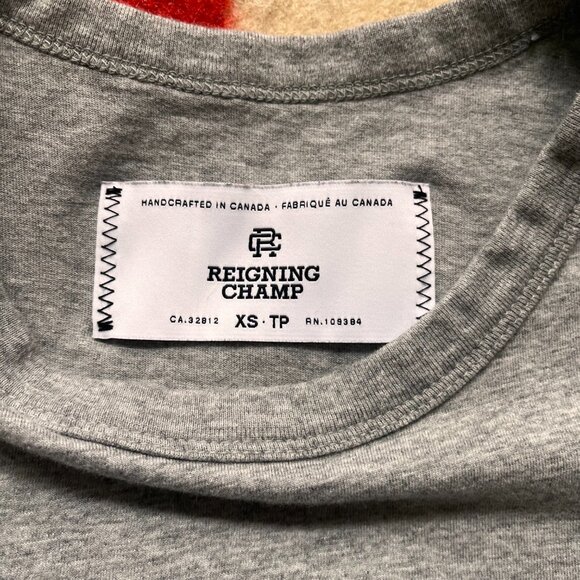 HANDCRAFTED IN CANADA · FABRIQUÉ AU CANADA
RC
REIGNING
CHAMP
CA.32812 XS · TP RN.109384